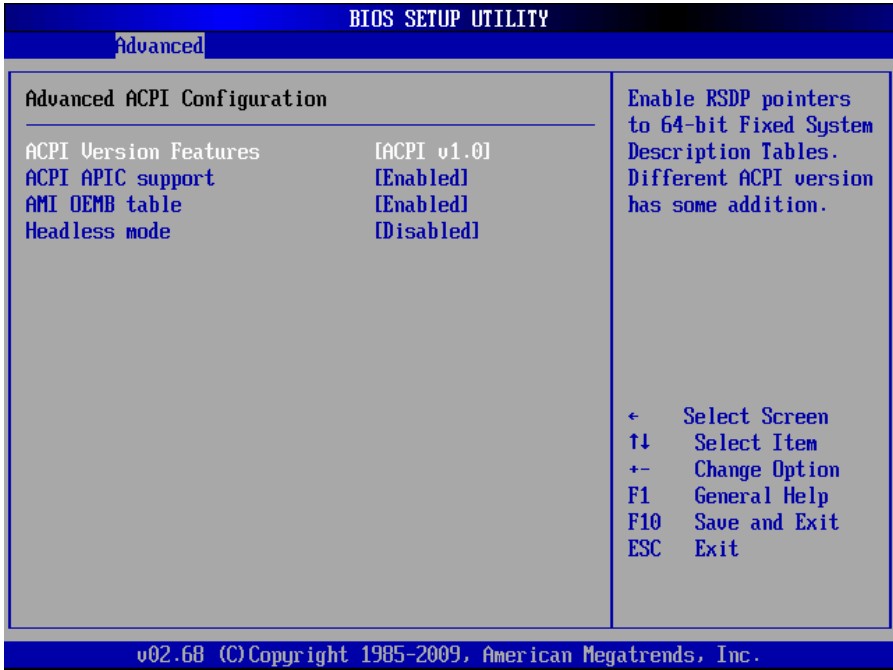 BIOS SETUP UTILITY
Advanced
Advanced ACPI Configuration
ACPI Version Features [ACPI v1.0]
ACPI APIC support [Enabled]
AMI OEMB table [Enabled]
Headless mode [Disabled]
Enable RSDP pointers
to 64-bit Fixed System
Description Tables.
Different ACPI version
has some addition.
← Select Screen
↑↓ Select Item
+- Change Option
F1 General Help
F10 Save and Exit
ESC Exit
v02.68 (C)Copyright 1985-2009, American Megatrends, Inc.